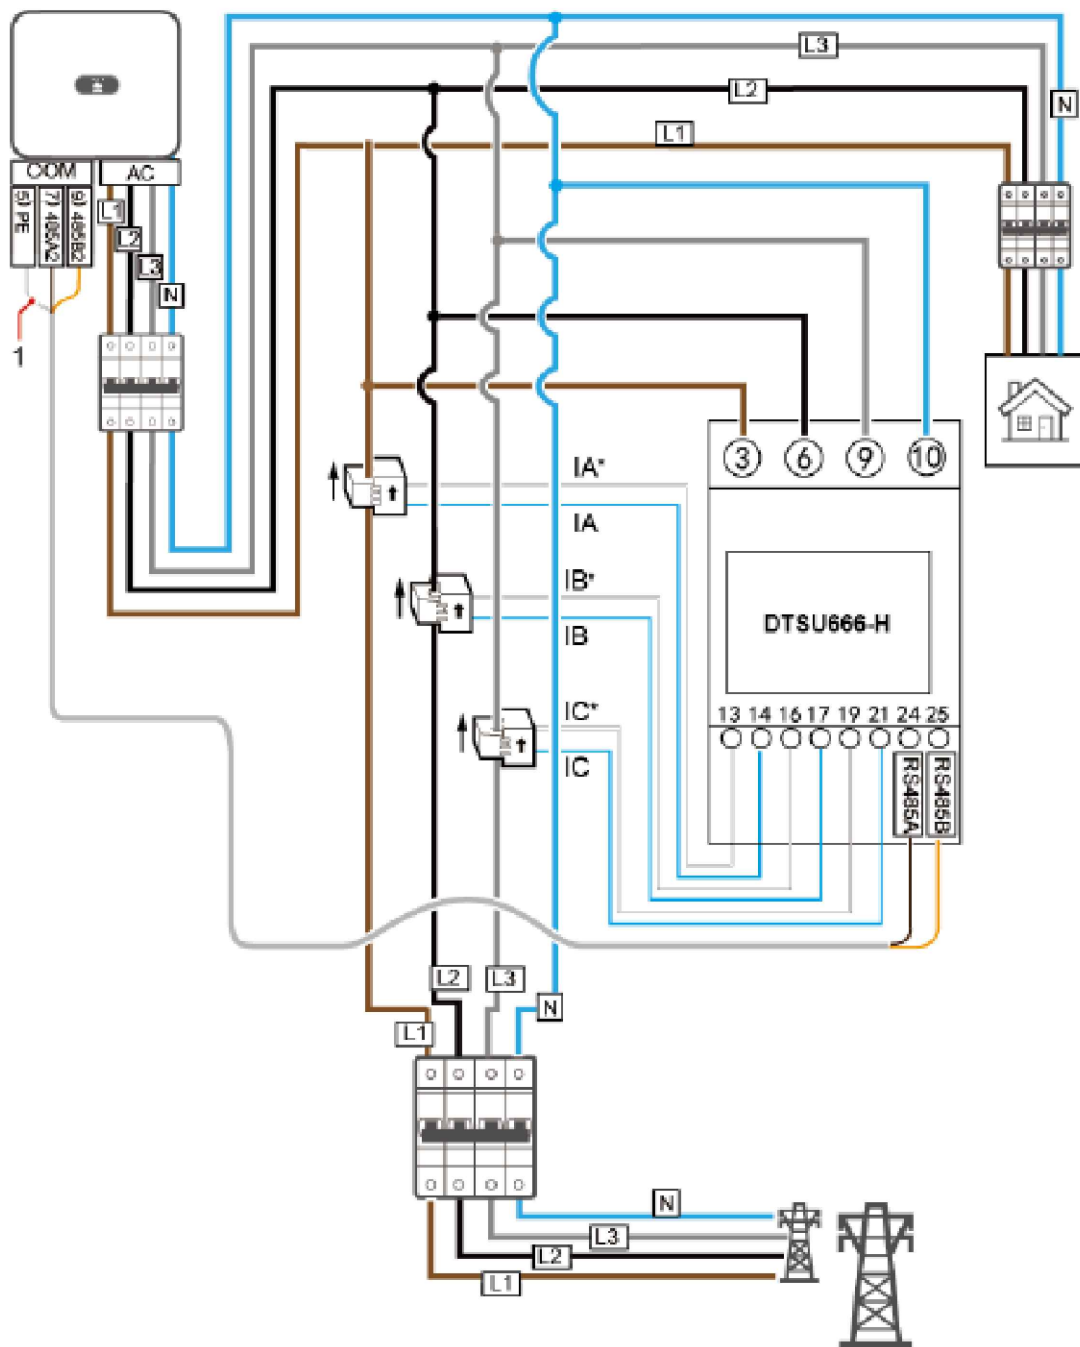 L3
L2
N
L1
COM
AC
5) PE
7) 485A2
9) 485B2
L1
L2
L3
N
1
3
6
9
10
IA*
IA
IB*
IB
DTSU666-H
IC*
IC
13 14 16 17 19 21 24 25
RS485A
RS485B
L2
L3
N
L1
N
L3
L2
L1